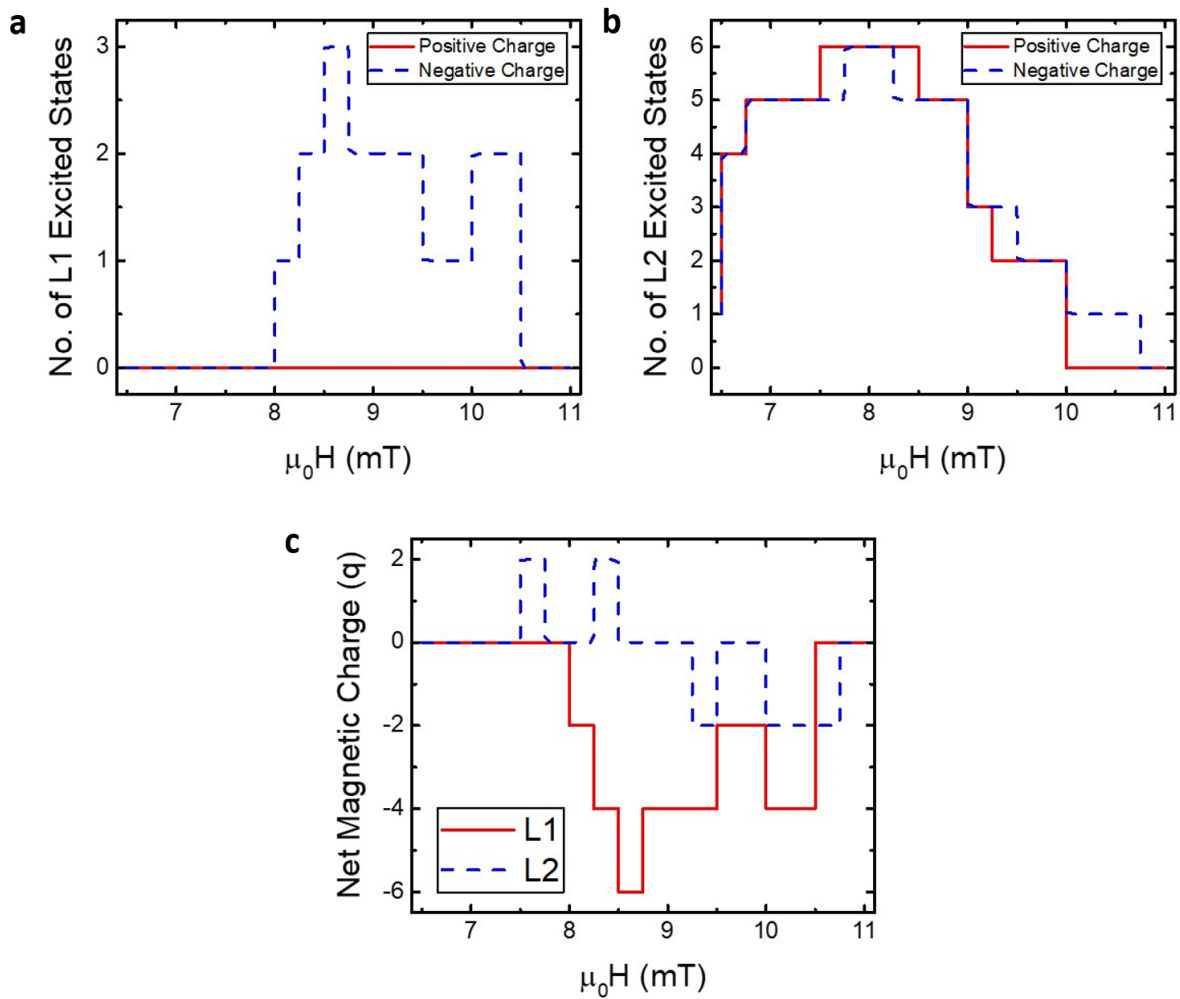 a
No. of L1 Excited States
3
2
1
0
Positive Charge
Negative Charge
7
8
9
10
11
μ0H (mT)
b
No. of L2 Excited States
6
5
4
3
2
1
0
Positive Charge
Negative Charge
7
8
9
10
11
μ0H (mT)
c
Net Magnetic Charge (q)
2
0
-2
-4
-6
L1
L2
7
8
9
10
11
μ0H (mT)